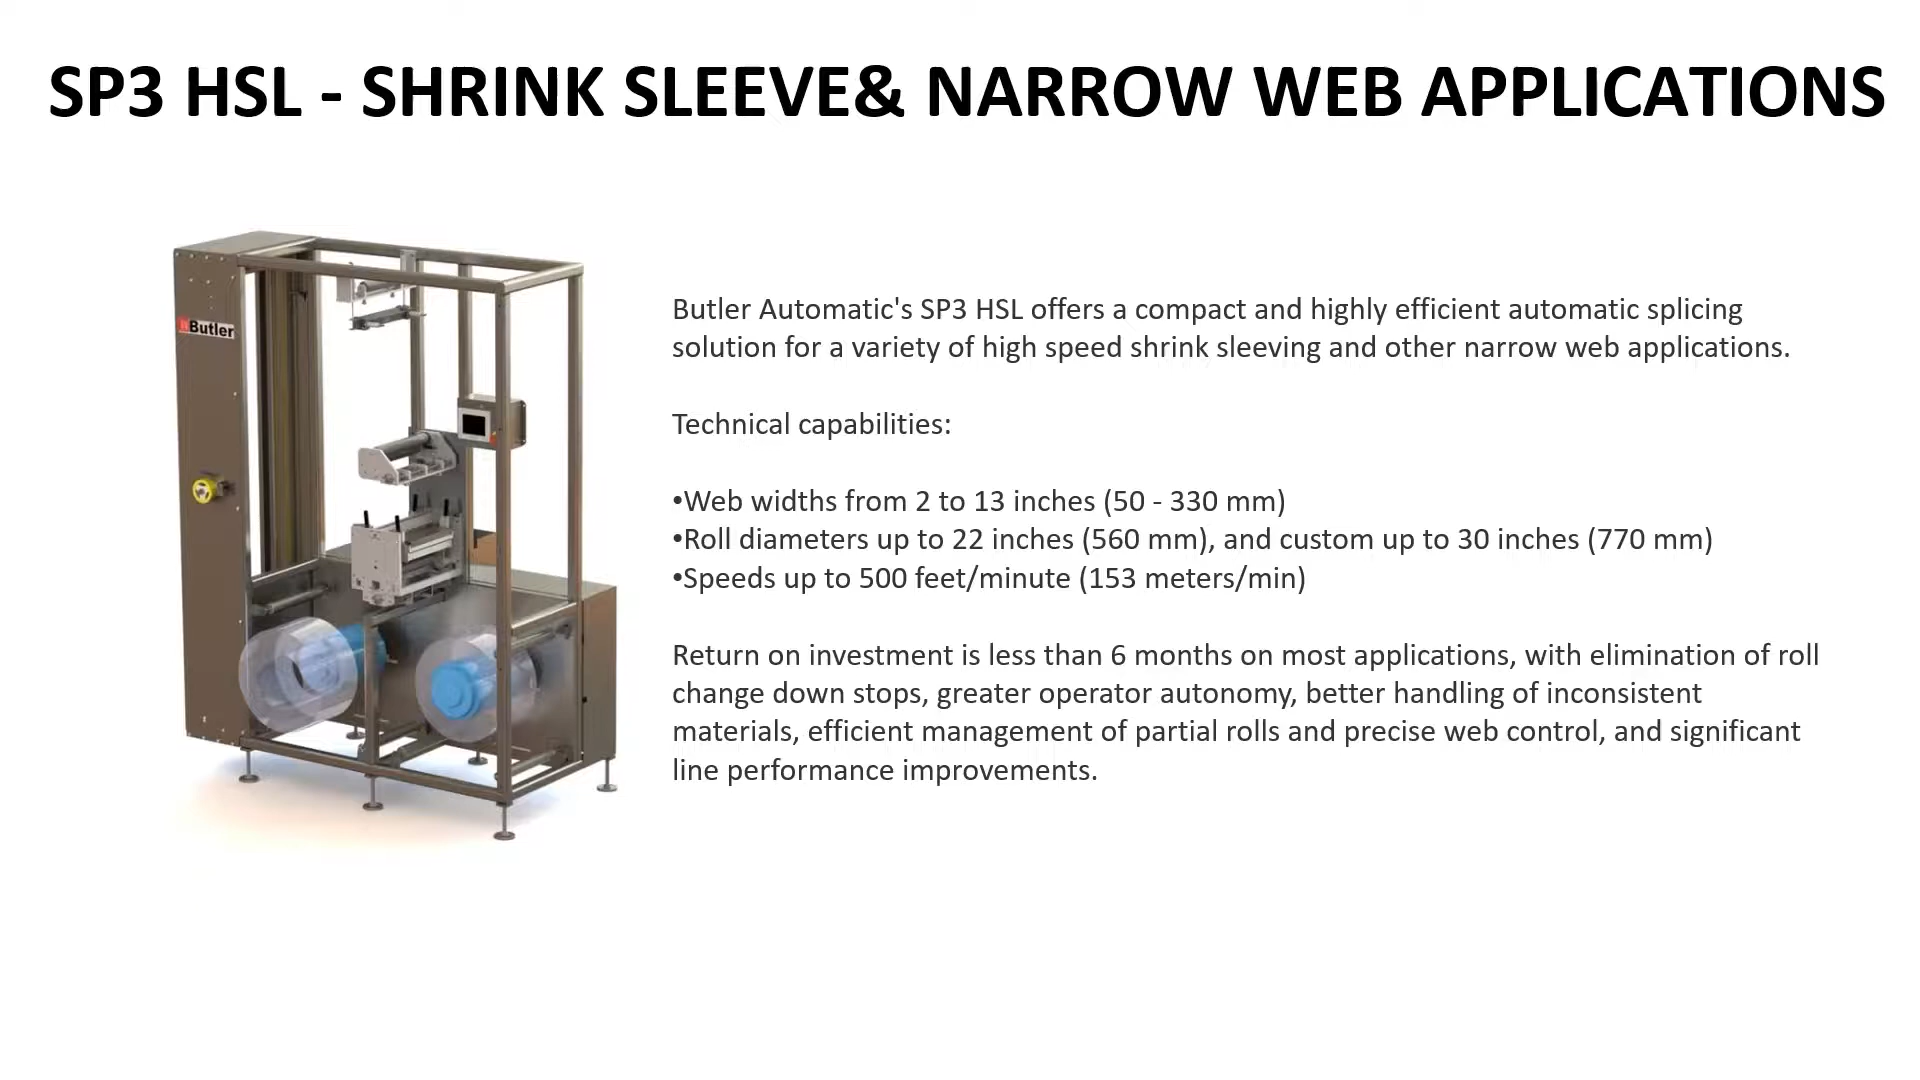 SP3 HSL - SHRINK SLEEVE& NARROW WEB APPLICATIONS
Butler
Butler Automatic's SP3 HSL offers a compact and highly efficient automatic splicing
solution for a variety of high speed shrink sleeving and other narrow web applications.
Technical capabilities:
•Web widths from 2 to 13 inches (50 - 330 mm)
•Roll diameters up to 22 inches (560 mm), and custom up to 30 inches (770 mm)
•Speeds up to 500 feet/minute (153 meters/min)
Return on investment is less than 6 months on most applications, with elimination of roll
change down stops, greater operator autonomy, better handling of inconsistent
materials, efficient management of partial rolls and precise web control, and significant
line performance improvements.